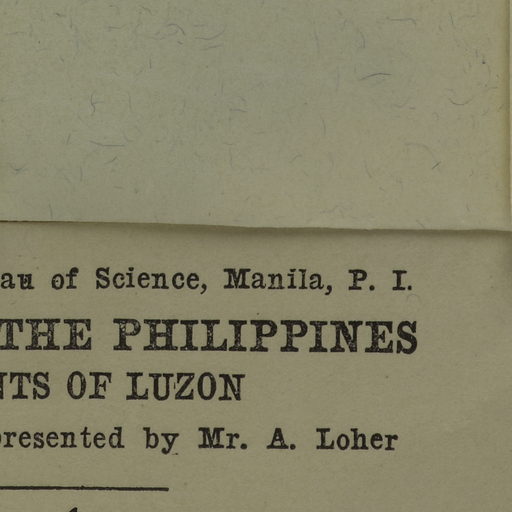 au of Science, Manila, P. I.
THE PHILIPPINES
NTS OF LUZON
presented by Mr. A. Loher